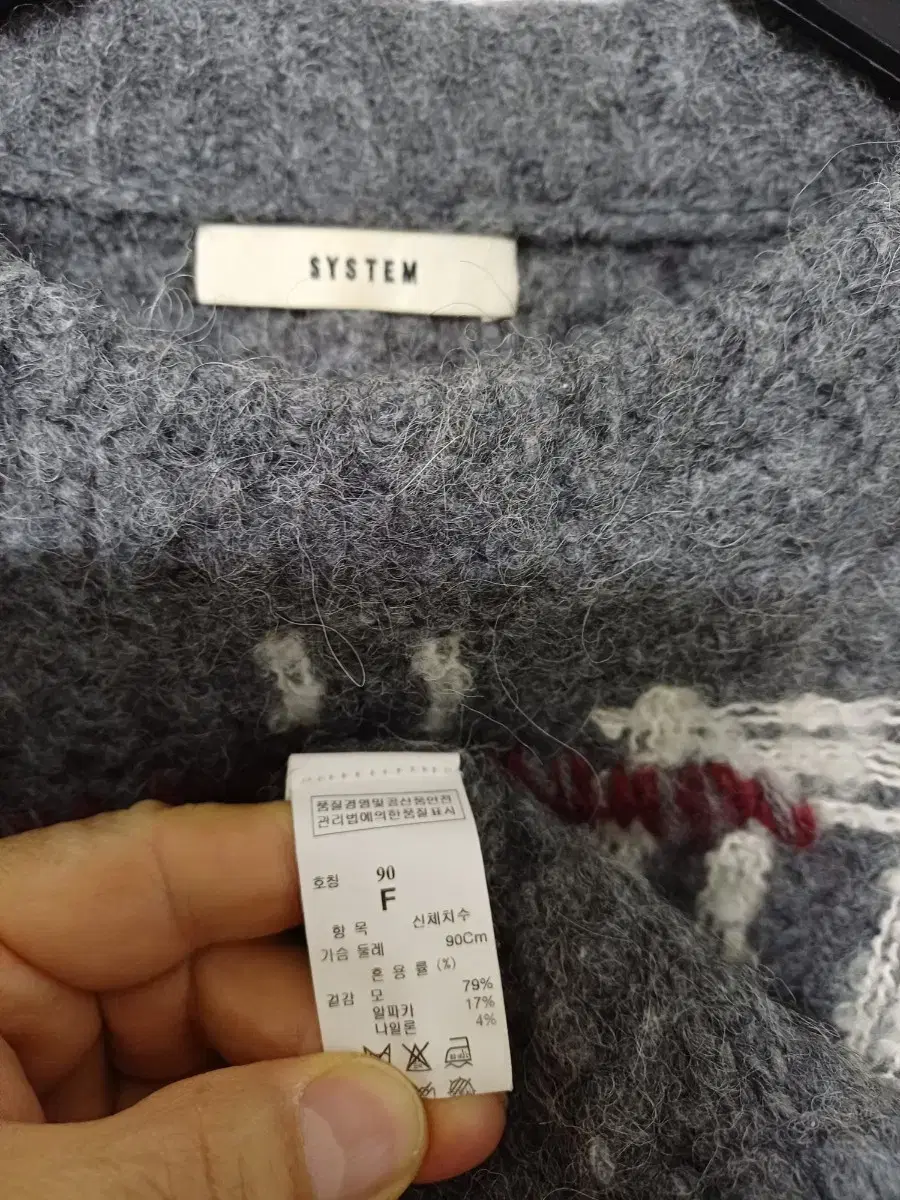 SYSTEM
품질경영및공산품안전
관리법에의한품질표시
호칭 90
F
항 목 신체치수
가슴 둘레 90Cm
혼 용 률 (%)
겉감 모 79%
알파카 17%
나일론 4%